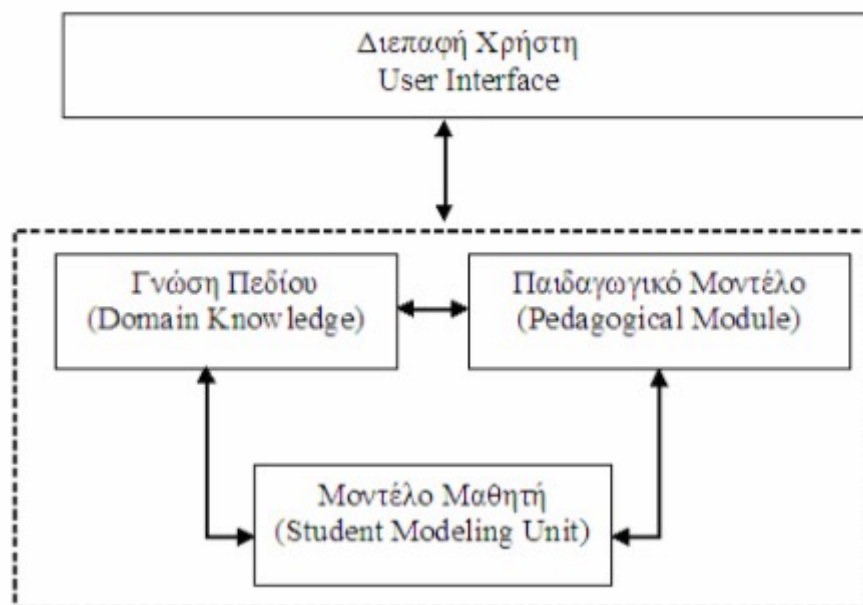 Διεπαφή Χρήστη
User Interface
Γνώση Πεδίου
(Domain Knowledge)
Παιδαγωγικό Μοντέλο
(Pedagogical Module)
Μοντέλο Μαθητή
(Student Modeling Unit)